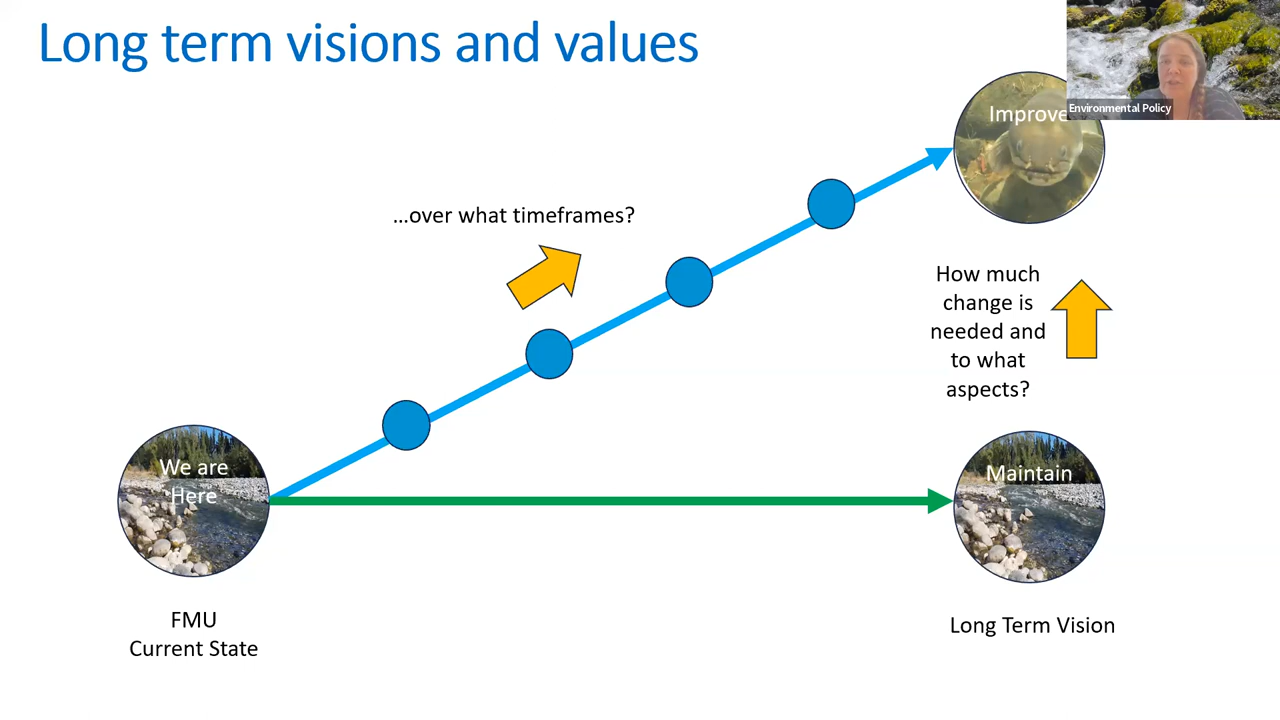 Long term visions and values
Environmental Policy
Improve
...over what timeframes?
How much
change is
needed and
to what
aspects?
We are
Here
Maintain
FMU
Current State
Long Term Vision